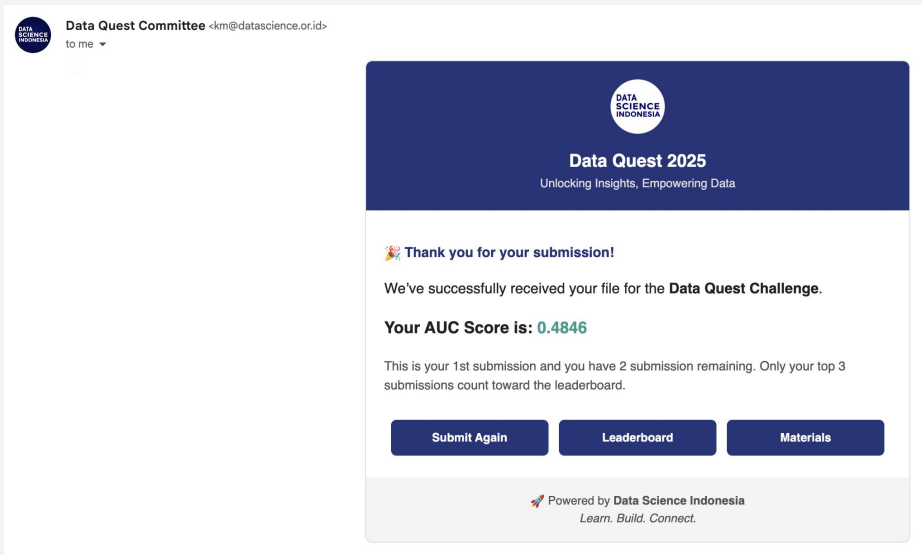 DATA
SCIENCE
INDONESIA
Data Quest Committee <km@datascience.or.id>
to me
DATA
SCIENCE
INDONESIA
Data Quest 2025
Unlocking Insights, Empowering Data
🎉 Thank you for your submission!
We've successfully received your file for the Data Quest Challenge.
Your AUC Score is: 0.4846
This is your 1st submission and you have 2 submission remaining. Only your top 3
submissions count toward the leaderboard.
Submit Again
Leaderboard
Materials
🚀 Powered by Data Science Indonesia
Learn. Build. Connect.